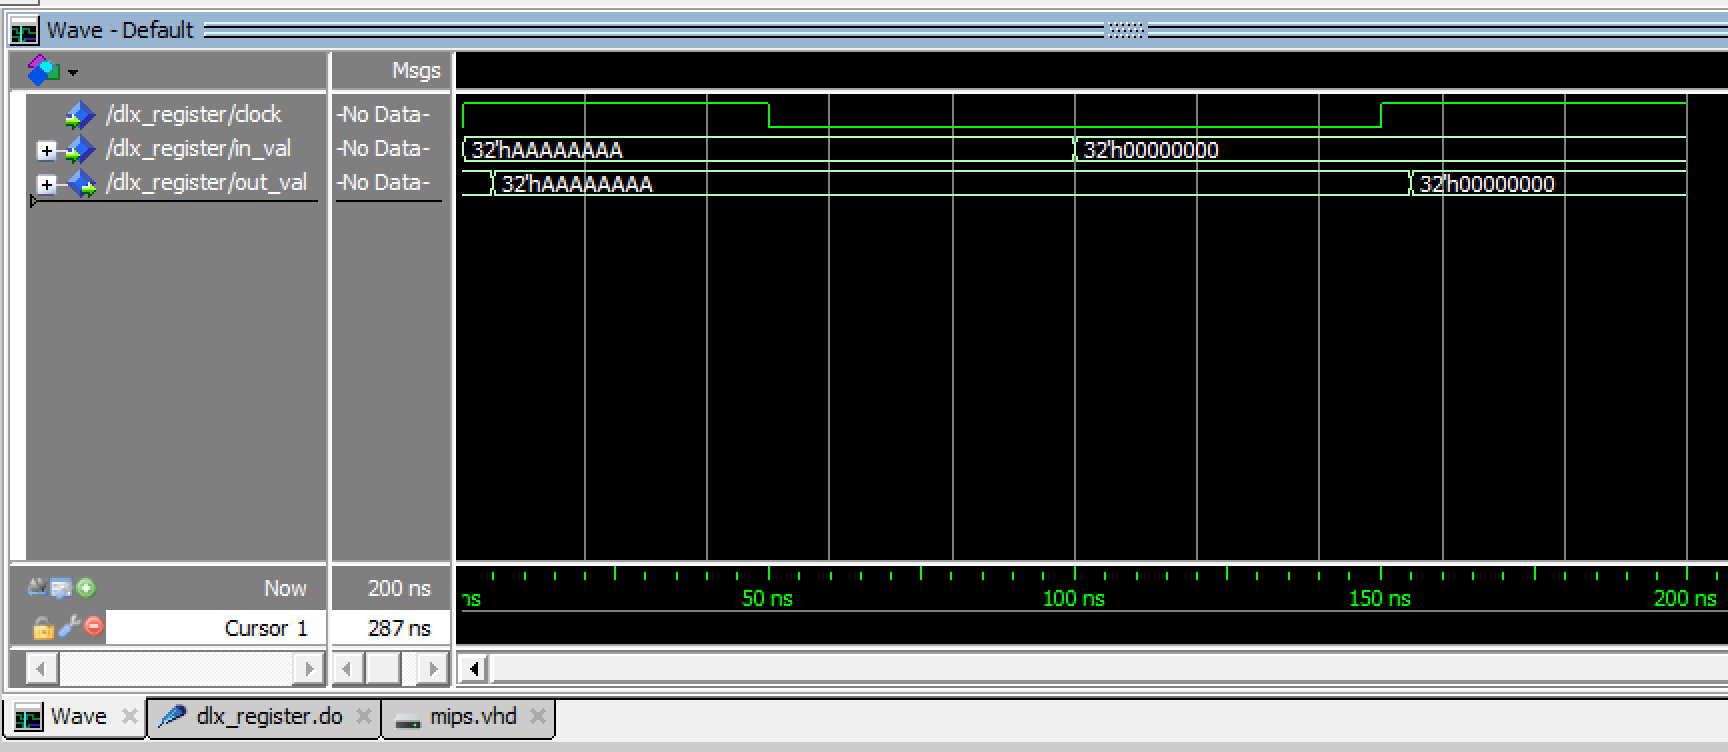 Wave - Default
Msgs
/dlx_register/clock -No Data-
/dlx_register/in_val -No Data- 32'hAAAAAAAA 32'h00000000
/dlx_register/out_val -No Data- 32'hAAAAAAAA 32'h00000000
Now 200 ns
ns 50 ns 100 ns 150 ns 200 ns
Cursor 1 287 ns
Wave dlx_register.do mips.vhd